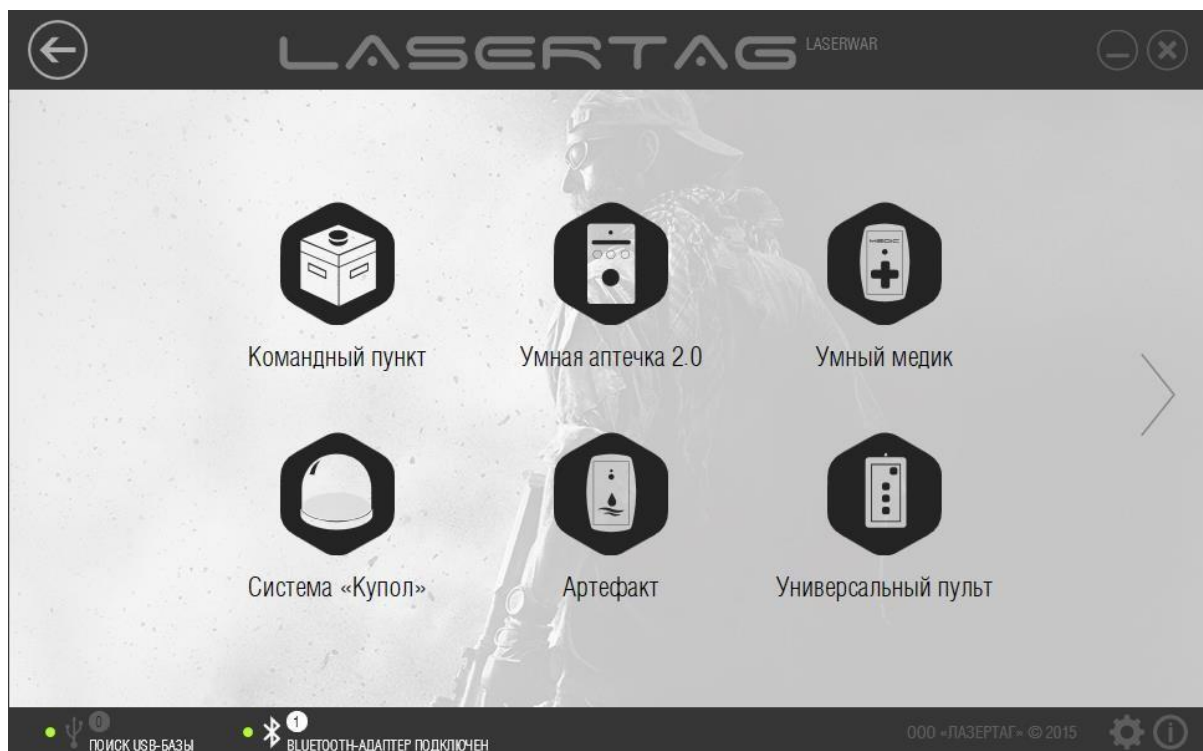 LASERTAG LASERWAR
MEDIC
Командный пункт
Умная аптечка 2.0
Умный медик
Система «Купол»
Артефакт
Универсальный пульт
0
ПОИСК USB-БАЗЫ
1
BLUETOOTH-АДАПТЕР ПОДКЛЮЧЕН
ООО «ЛАЗЕРТАГ» © 2015